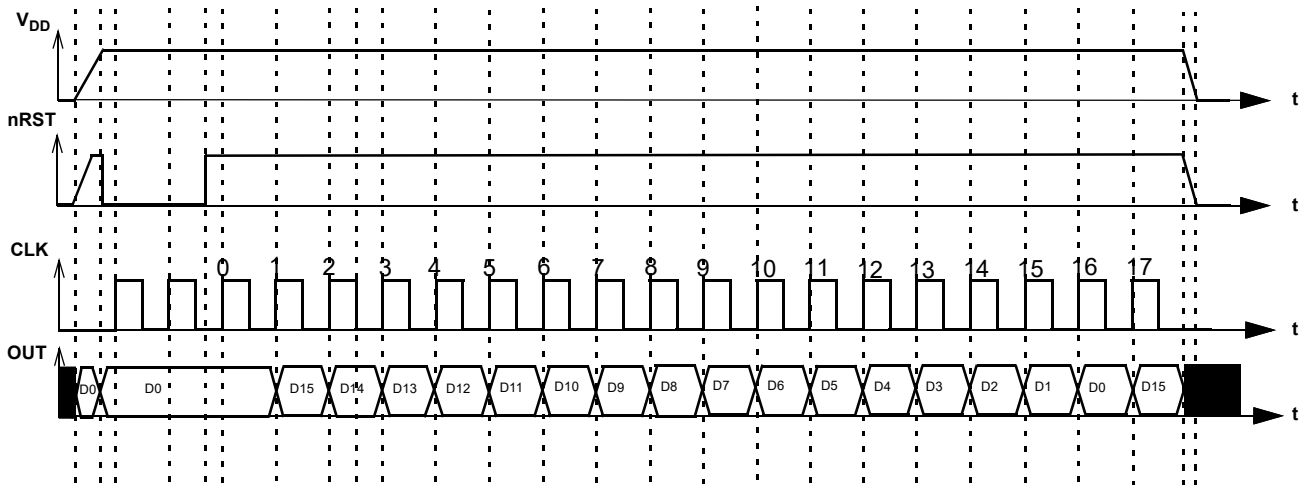 VDD
t
nRST
t
CLK
0 1 2 3 4 5 6 7 8 9 10 11 12 13 14 15 16 17
t
OUT
D0 D0 D15 D14 D13 D12 D11 D10 D9 D8 D7 D6 D5 D4 D3 D2 D1 D0 D15
t